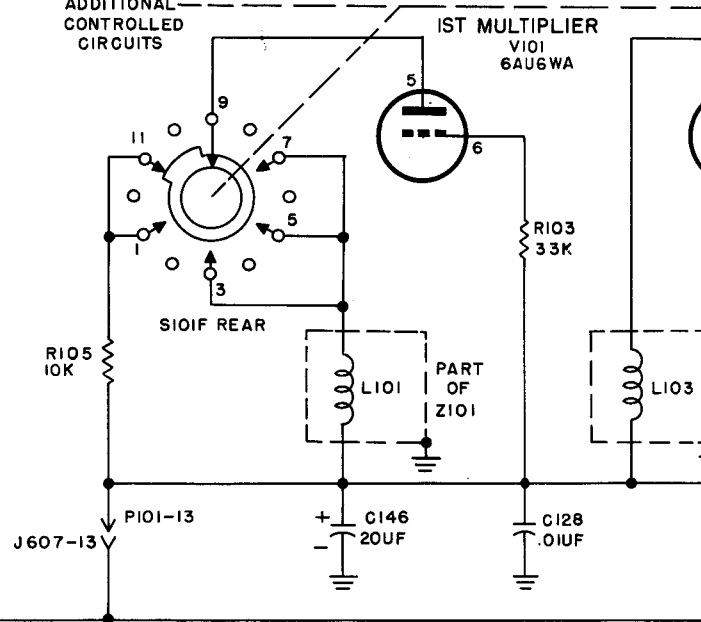 ADDITIONAL
CONTROLLED
CIRCUITS
IST MULTIPLIER
V101
6AU6WA
5
9
11
7
6
5
1
3
R103
33K
S101F REAR
R105
10K
L101
PART
OF
Z101
L103
P101-13
J607-13
+
C146
20UF
–
C128
.01UF